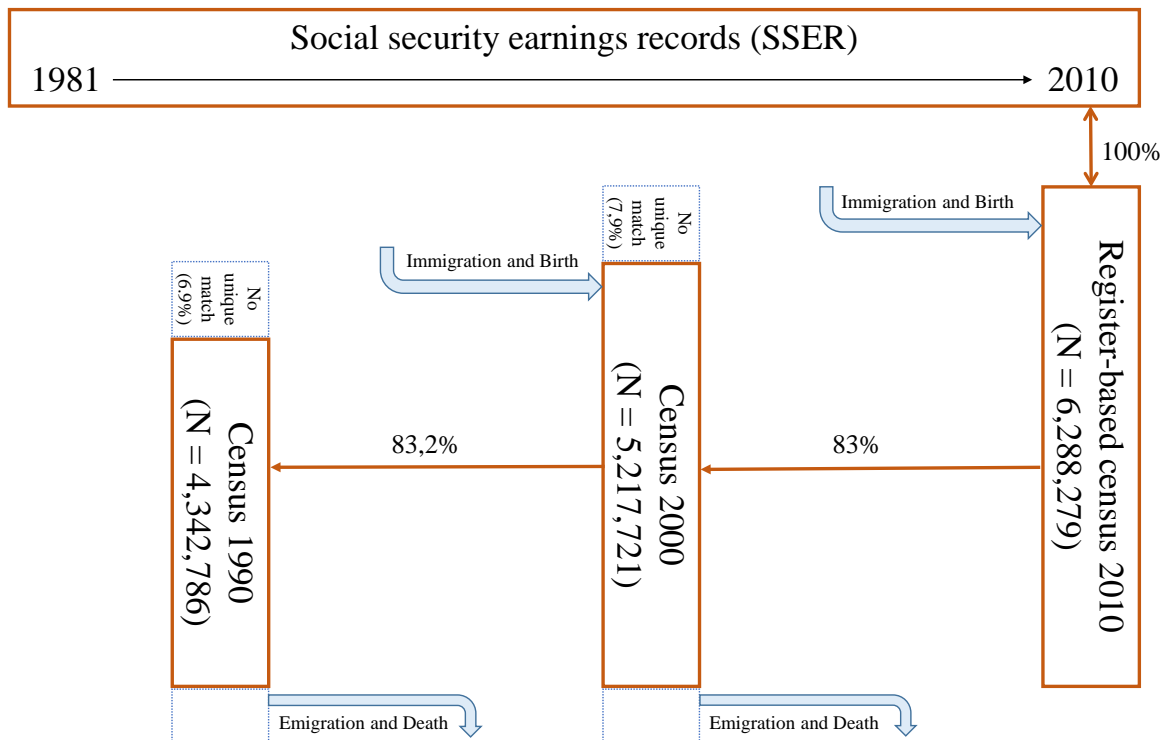 Social security earnings records (SSER)
1981
2010
100%
No
unique
match
(6.9%)
Immigration and Birth
No
unique
match
(7,9%)
Immigration and Birth
Census 1990
(N = 4,342,786)
83,2%
Census 2000
(N = 5,217,721)
83%
Register-based census 2010
(N = 6,288,279)
Emigration and Death
Emigration and Death